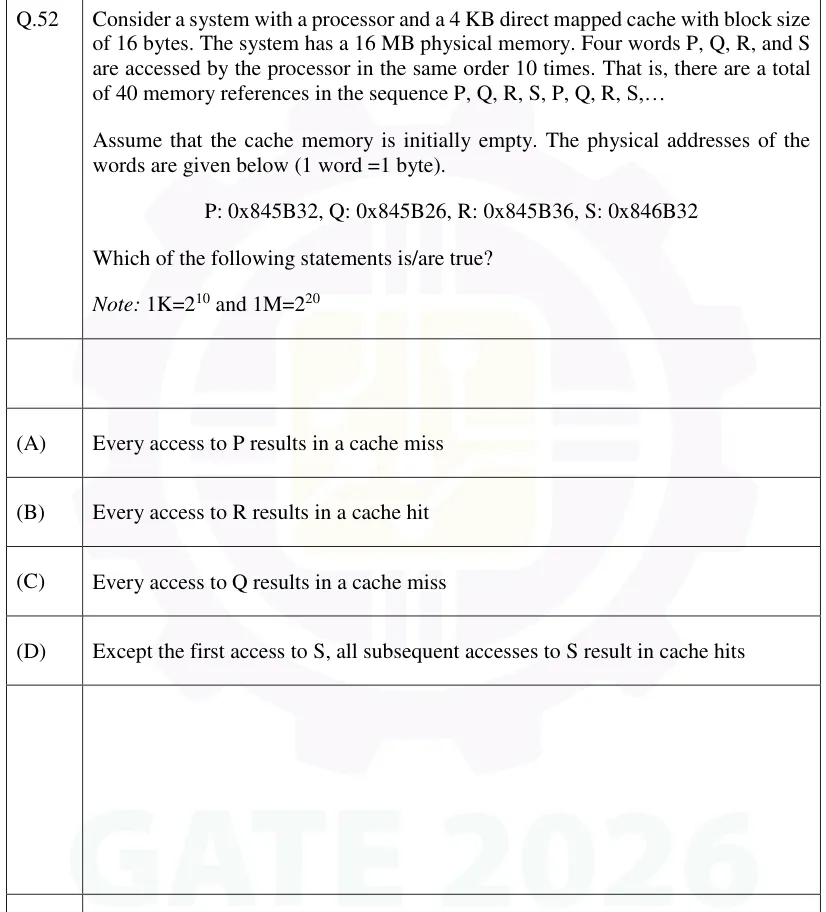 Q.52 Consider a system with a processor and a 4 KB direct mapped cache with block size
of 16 bytes. The system has a 16 MB physical memory. Four words P, Q, R, and S
are accessed by the processor in the same order 10 times. That is, there are a total
of 40 memory references in the sequence P, Q, R, S, P, Q, R, S,…
Assume that the cache memory is initially empty. The physical addresses of the
words are given below (1 word =1 byte).
P: 0x845B32, Q: 0x845B26, R: 0x845B36, S: 0x846B32
Which of the following statements is/are true?
Note: 1K=2¹⁰ and 1M=2²⁰
(A) Every access to P results in a cache miss
(B) Every access to R results in a cache hit
(C) Every access to Q results in a cache miss
(D) Except the first access to S, all subsequent accesses to S result in cache hits
GATE 2026